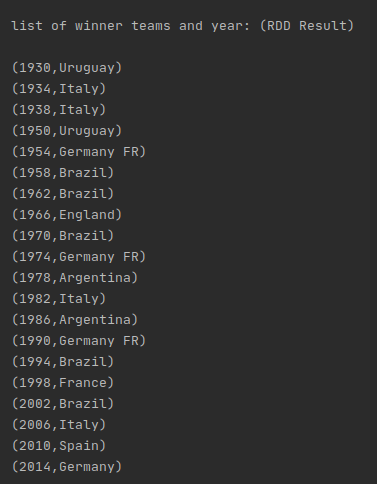 list of winner teams and year: (RDD Result)
(1930,Uruguay)
(1934,Italy)
(1938,Italy)
(1950,Uruguay)
(1954,Germany FR)
(1958,Brazil)
(1962,Brazil)
(1966,England)
(1970,Brazil)
(1974,Germany FR)
(1978,Argentina)
(1982,Italy)
(1986,Argentina)
(1990,Germany FR)
(1994,Brazil)
(1998,France)
(2002,Brazil)
(2006,Italy)
(2010,Spain)
(2014,Germany)